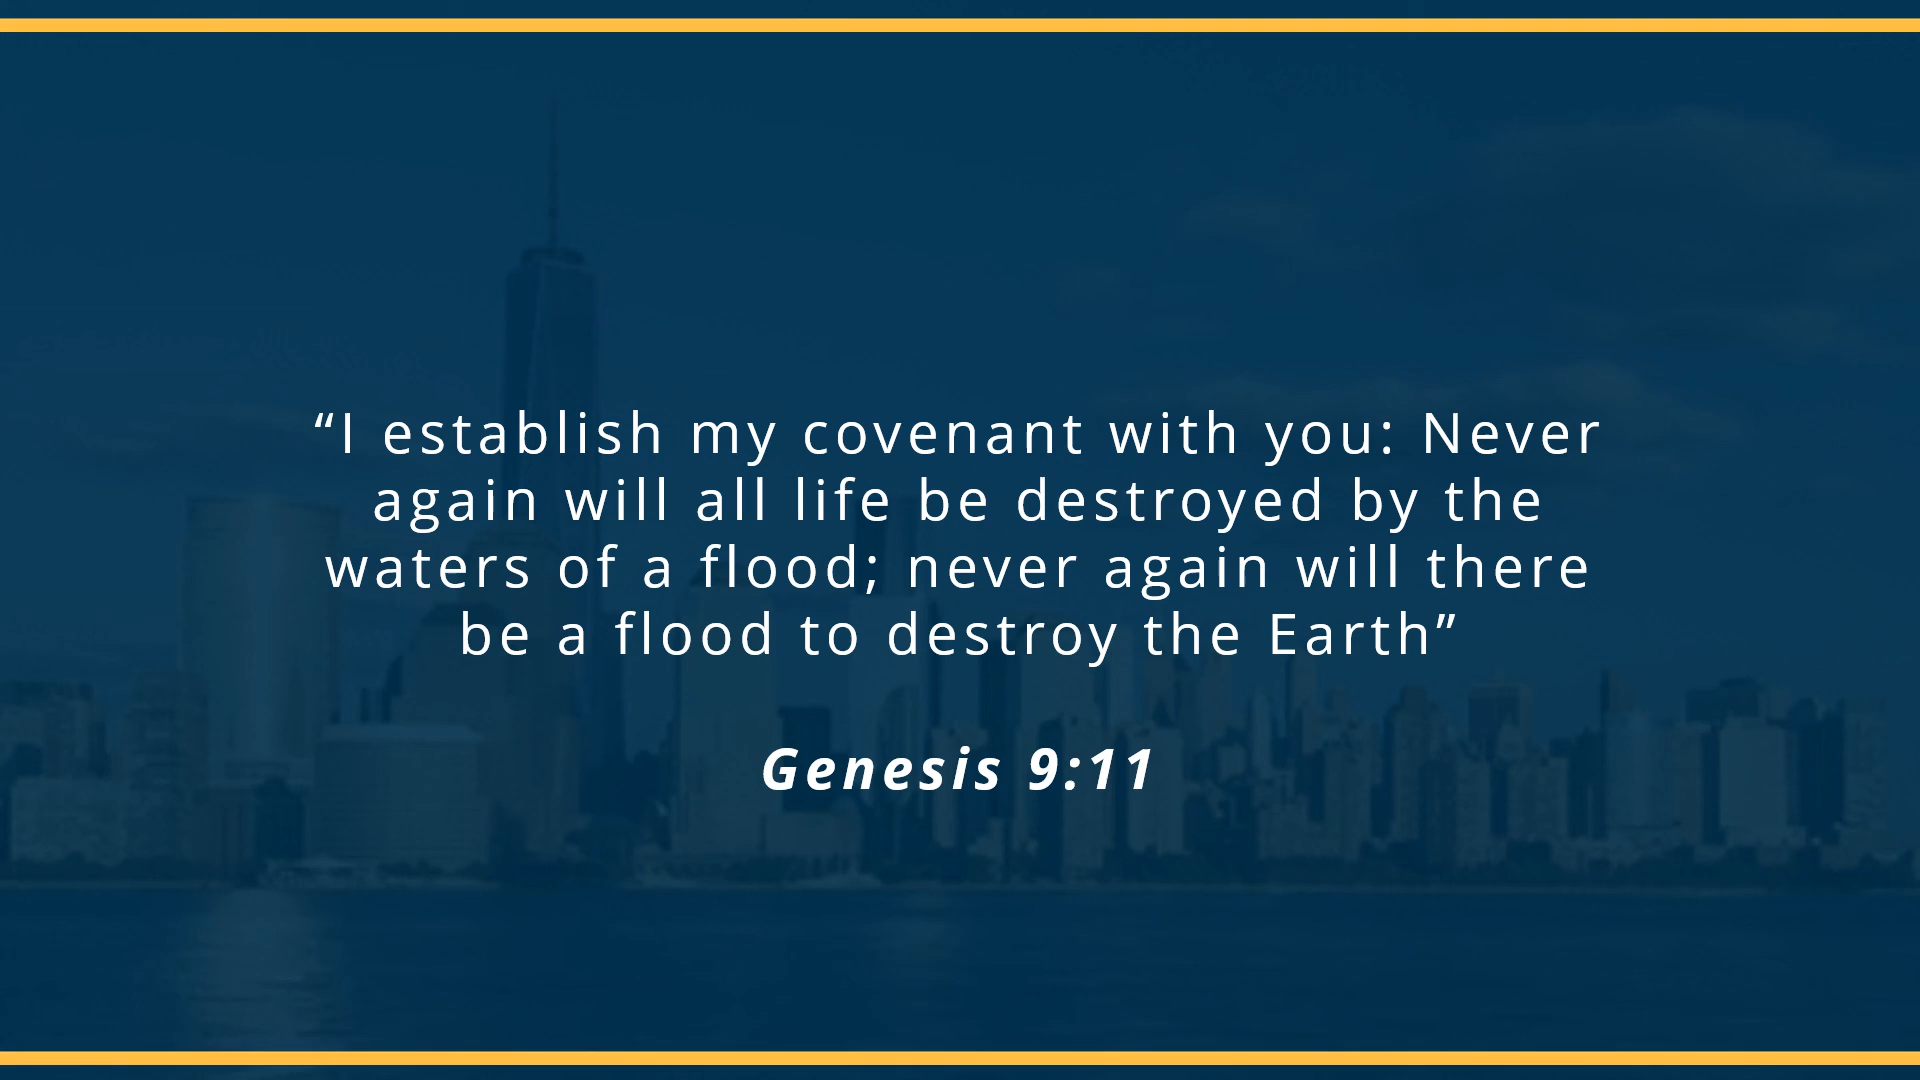 “I establish my covenant with you: Never
again will all life be destroyed by the
waters of a flood; never again will there
be a flood to destroy the Earth”
Genesis 9:11